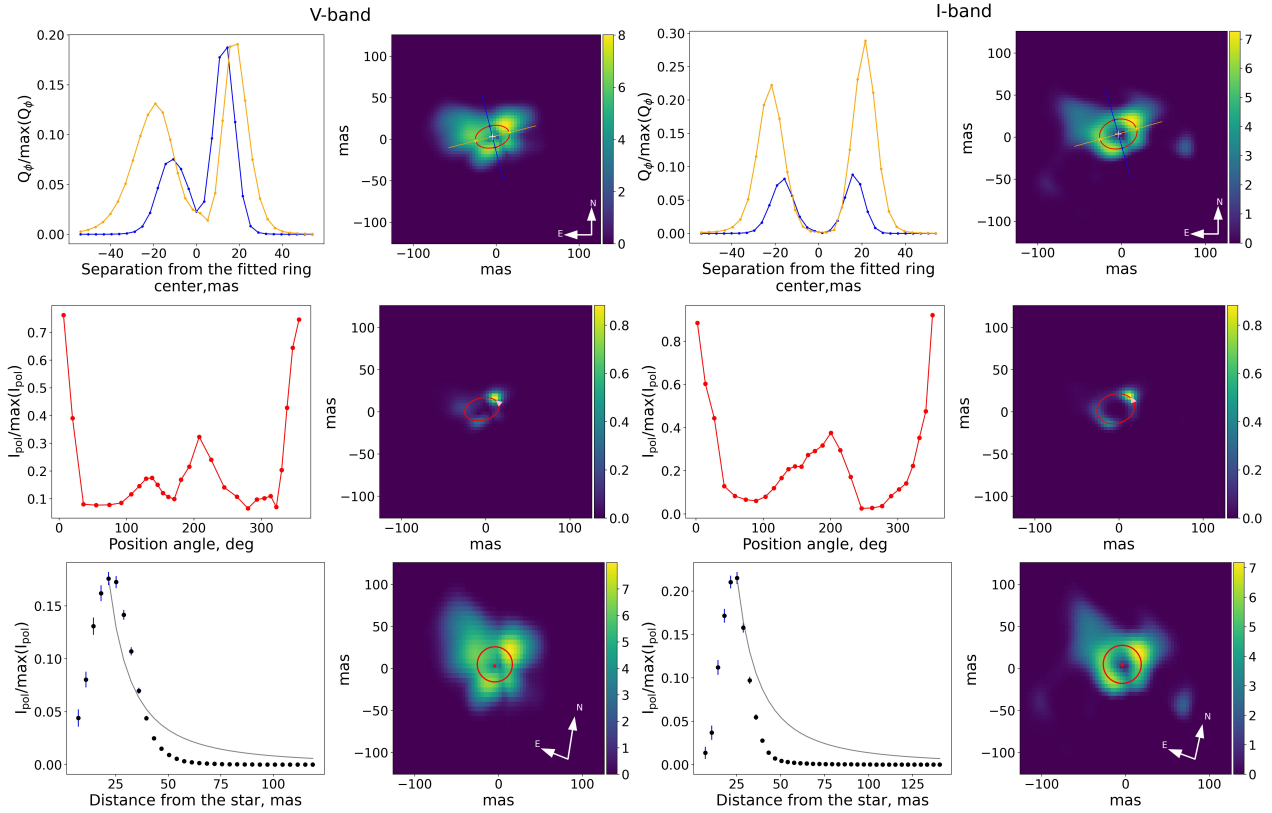 V-band
I-band
0.20
0.15
0.10
0.05
0.00
Q_ϕ/max(Q_ϕ)
−40 −20 0 20 40
Separation from the fitted ring
center,mas
100
50
0
−50
−100
mas
−100 0 100
mas
N
E
8
6
4
2
0
0.30
0.25
0.20
0.15
0.10
0.05
0.00
Q_ϕ/max(Q_ϕ)
−40 −20 0 20 40
Separation from the fitted ring
center,mas
100
50
0
−50
−100
mas
−100 0 100
mas
N
E
7
6
5
4
3
2
1
0
0.7
0.6
0.5
0.4
0.3
0.2
0.1
I_pol/max(I_pol)
0 100 200 300
Position angle, deg
100
50
0
−50
−100
mas
−100 0 100
mas
0.8
0.6
0.4
0.2
0.0
0.8
0.6
0.4
0.2
0.0
I_pol/max(I_pol)
0 100 200 300
Position angle, deg
100
50
0
−50
−100
mas
−100 0 100
mas
0.8
0.6
0.4
0.2
0.0
0.15
0.10
0.05
0.00
I_pol/max(I_pol)
25 50 75 100
Distance from the star, mas
100
50
0
−50
−100
mas
−100 0 100
mas
N
E
7
6
5
4
3
2
1
0
0.20
0.15
0.10
0.05
0.00
I_pol/max(I_pol)
25 50 75 100 125
Distance from the star, mas
100
50
0
−50
−100
mas
−100 0 100
mas
N
E
7
6
5
4
3
2
1
0